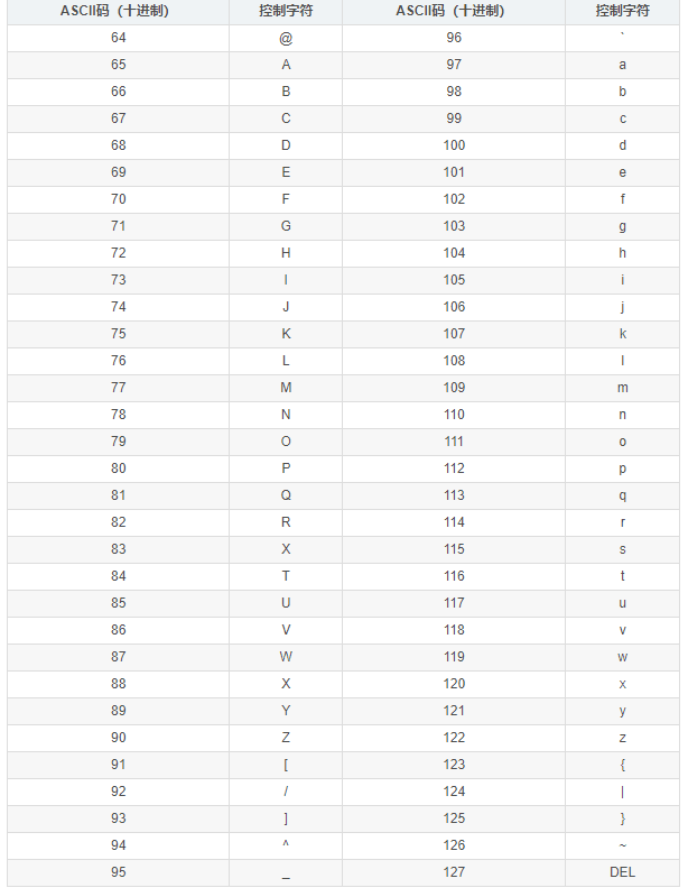 ASCII码（十进制） 控制字符 ASCII码（十进制） 控制字符
64 @ 96 `
65 A 97 a
66 B 98 b
67 C 99 c
68 D 100 d
69 E 101 e
70 F 102 f
71 G 103 g
72 H 104 h
73 I 105 i
74 J 106 j
75 K 107 k
76 L 108 l
77 M 109 m
78 N 110 n
79 O 111 o
80 P 112 p
81 Q 113 q
82 R 114 r
83 X 115 s
84 T 116 t
85 U 117 u
86 V 118 v
87 W 119 w
88 X 120 x
89 Y 121 y
90 Z 122 z
91 [ 123 {
92 / 124 |
93 ] 125 }
94 ^ 126 ~
95 _ 127 DEL